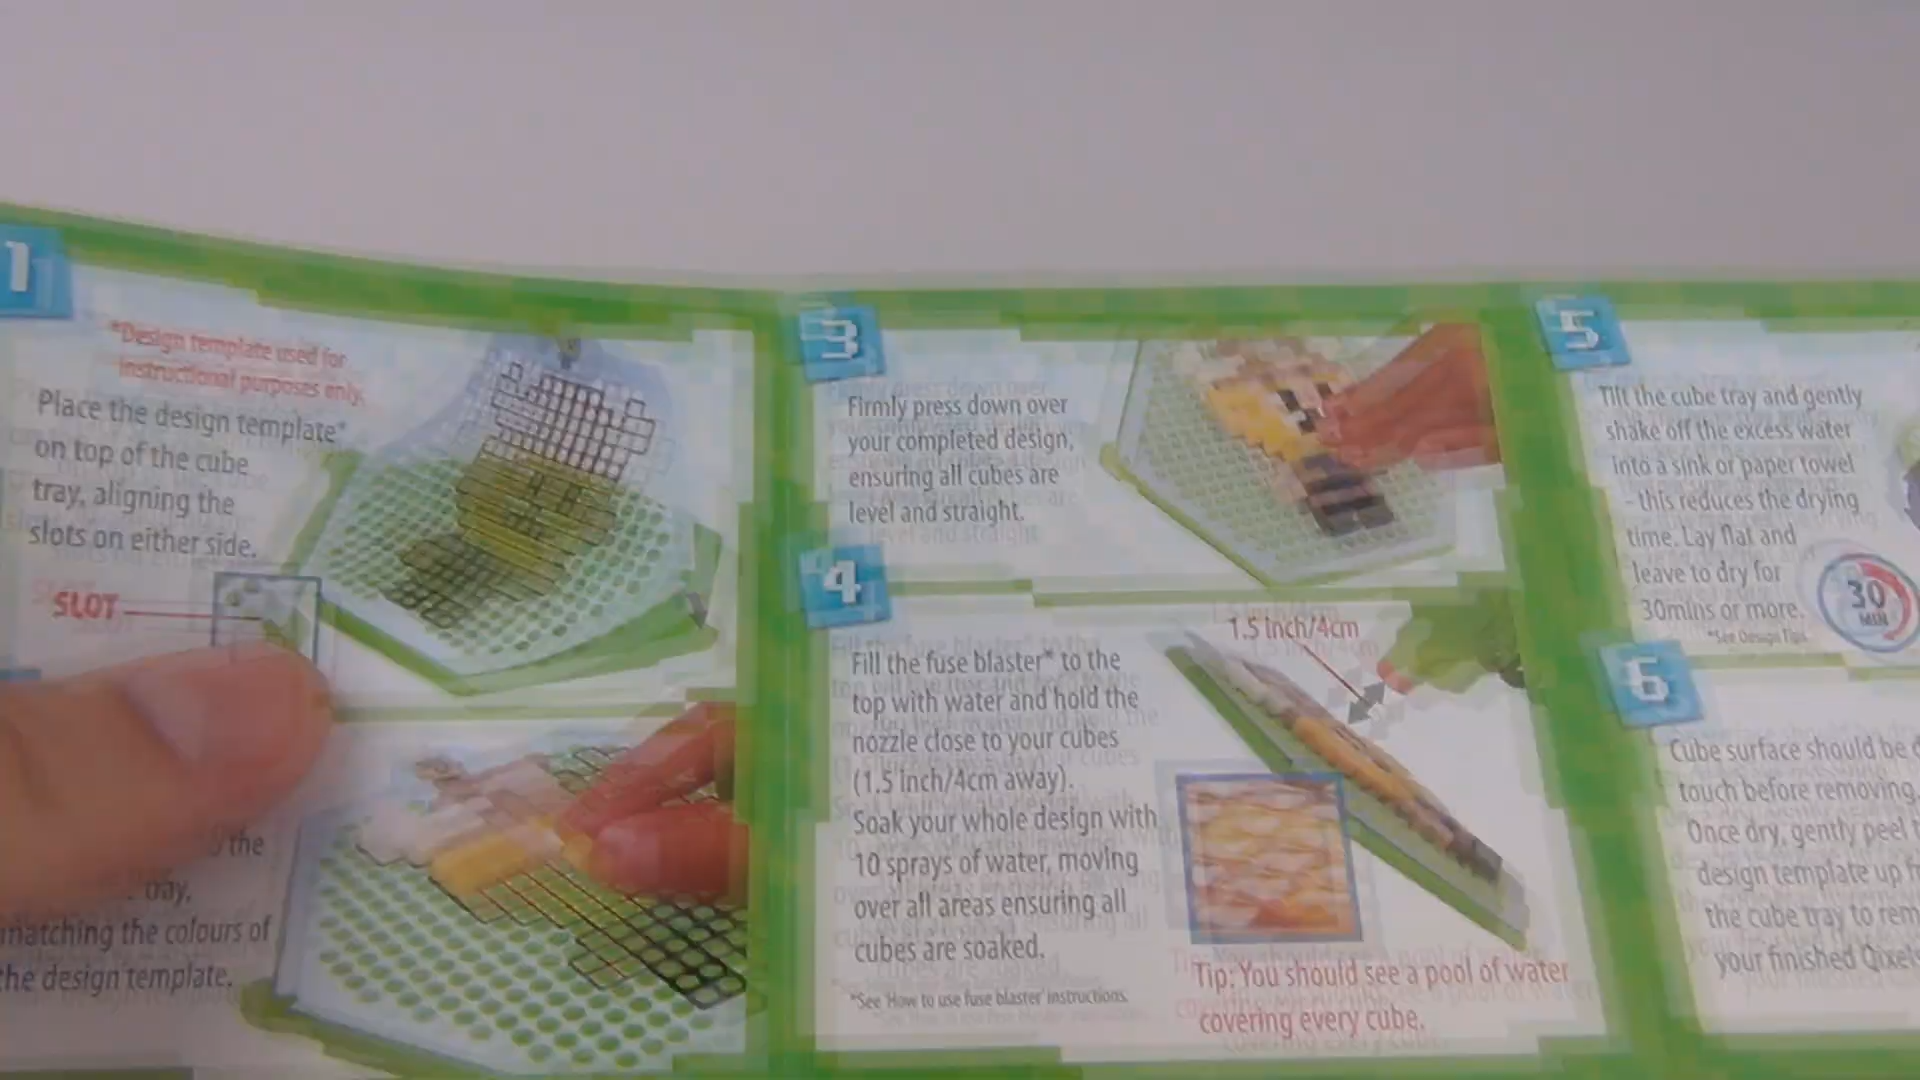 1
*Design template used for
instructional purposes only.
Place the design template*
on top of the cube
tray, aligning the
slots on either side.
SLOT
the
matching the colours of
the design template.
3
Firmly press down over
your completed design,
ensuring all cubes are
level and straight.
4
Fill the fuse blaster* to the
top with water and hold the
nozzle close to your cubes
(1.5 inch/4cm away).
Soak your whole design with
10 sprays of water, moving
over all areas ensuring all
cubes are soaked.
*See 'How to use fuse blaster' instructions.
1.5 inch/4cm
Tip: You should see a pool of water
covering every cube.
5
Tilt the cube tray and gently
shake off the excess water
into a sink or paper towel
- this reduces the drying
time. Lay flat and
leave to dry for
30mins or more.
*See Design Tips
30
MIN
6
Cube surface should be
touch before removing.
Once dry, gently peel
design template up
the cube tray to
your finished